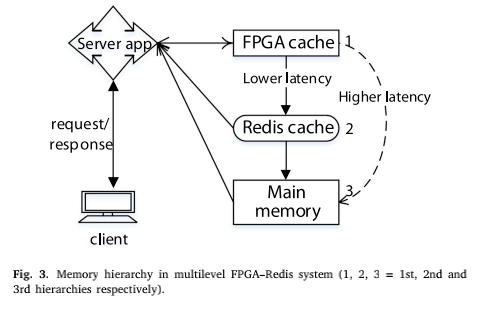 Server app
FPGA cache
1
Lower latency
Higher latency
request/
response
Redis cache
2
Main
memory
3
client
Fig. 3. Memory hierarchy in multilevel FPGA–Redis system (1, 2, 3 = 1st, 2nd and
3rd hierarchies respectively).